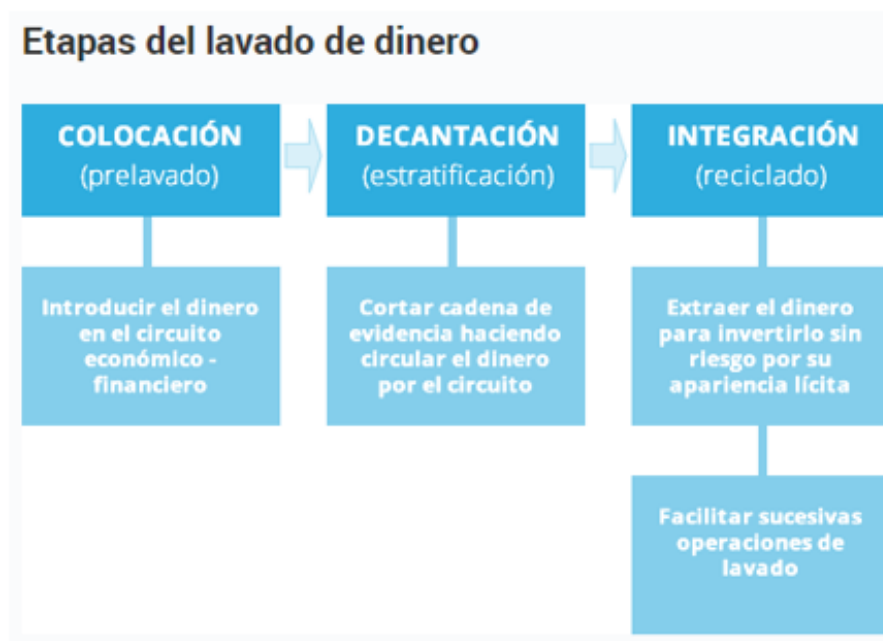 Etapas del lavado de dinero
COLOCACIÓN
(prelavado)
DECANTACIÓN
(estratificación)
INTEGRACIÓN
(reciclado)
Introducir el dinero
en el circuito
económico -
financiero
Cortar cadena de
evidencia haciendo
circular el dinero
por el circuito
Extraer el dinero
para invertirlo sin
riesgo por su
apariencia lícita
Facilitar sucesivas
operaciones de
lavado